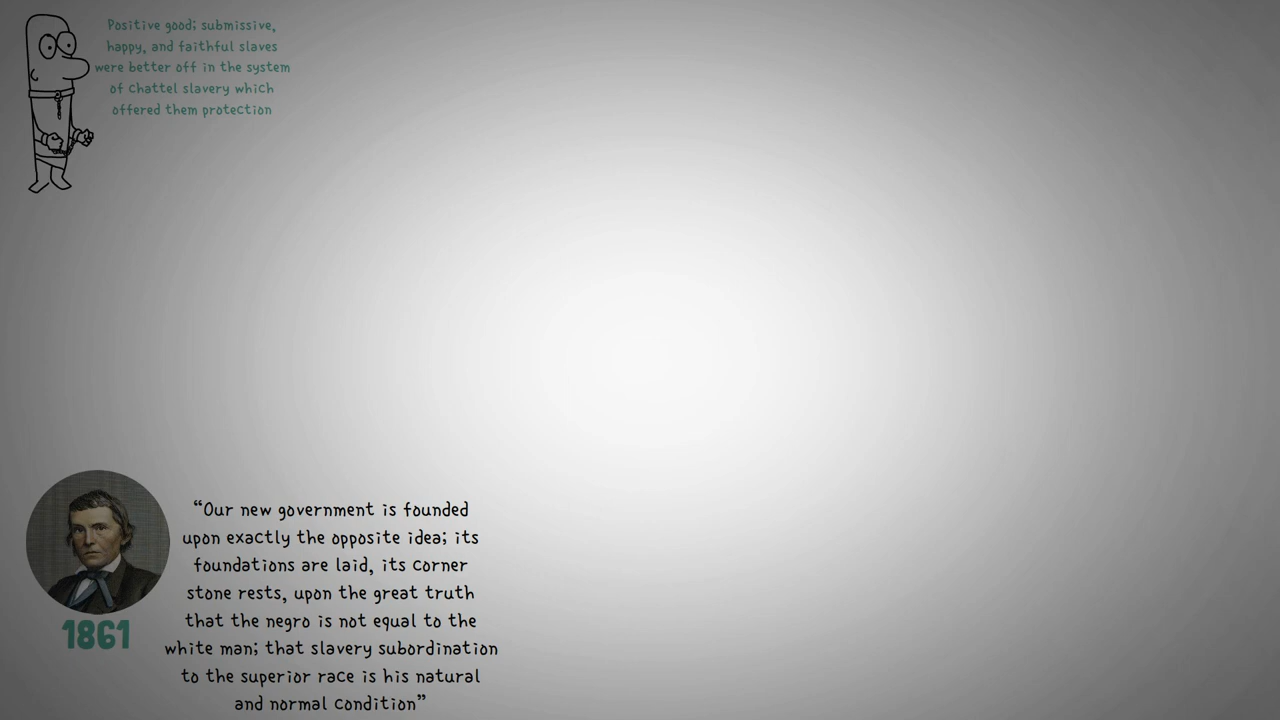 Positive good; submissive,
happy, and faithful slaves
were better off in the system
of Chattel slavery which
offered them protection
1861
“Our new government is founded
upon exactly the opposite idea; its
foundations are laid, its corner
stone rests, upon the great truth
that the negro is not equal to the
white man; that slavery subordination
to the superior race is his natural
and normal condition”